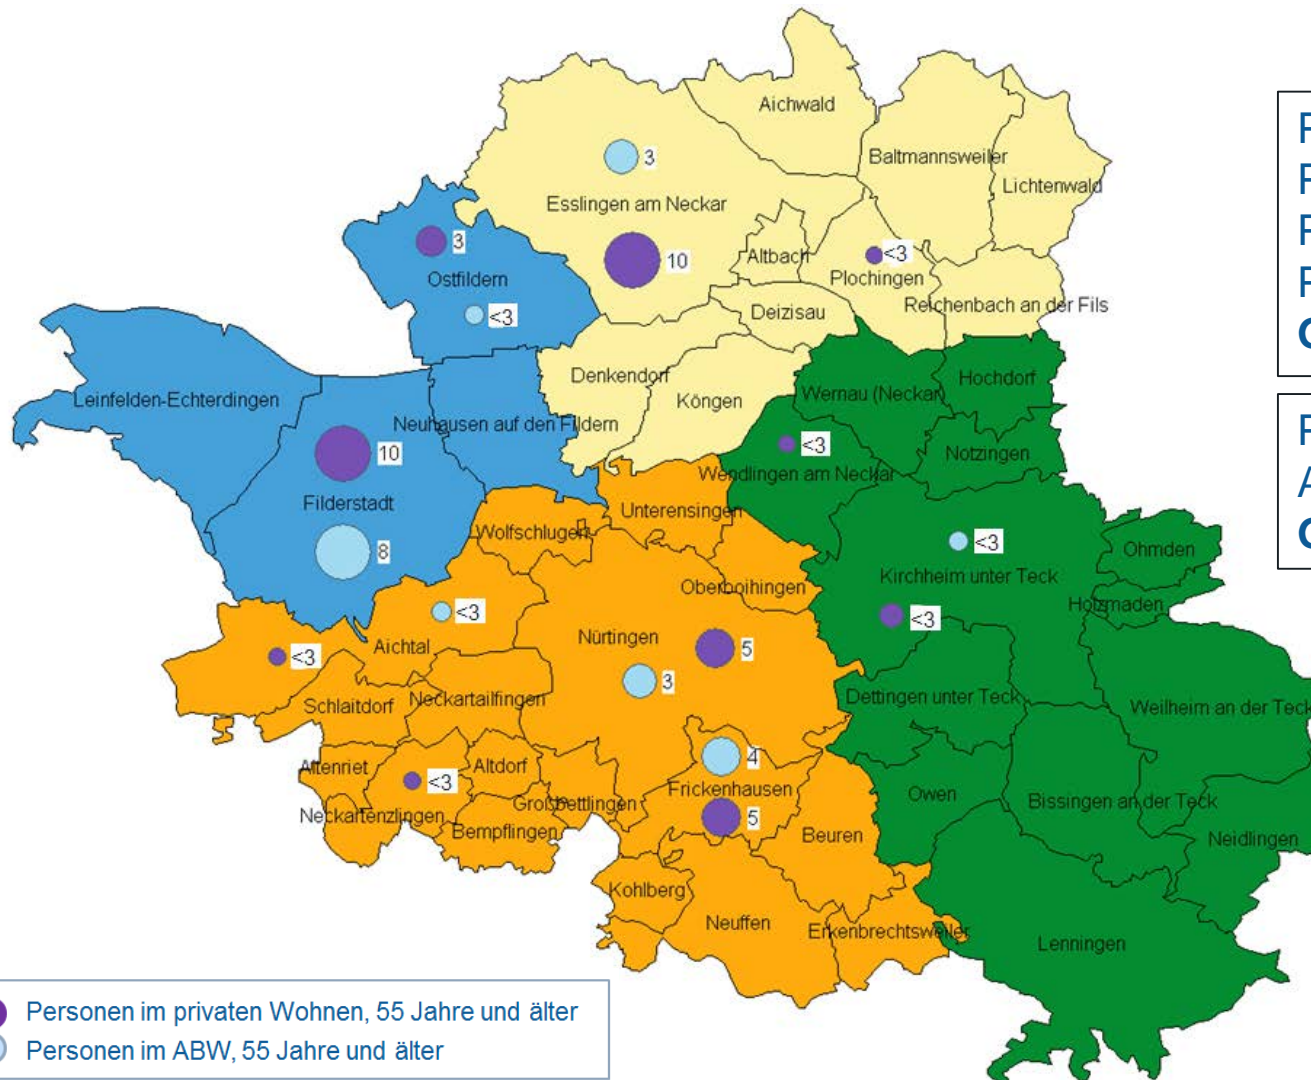 Aichwald
Baltmannsweiler
Lichtenwald
3
Esslingen am Neckar
10
Altbach
<3
Plochingen
Reichenbach an der Fils
Deizisau
3
Ostfildern
<3
Denkendorf
Köngen
Wernau (Neckar)
Hochdorf
Leinfelden-Echterdingen
Neuhausen auf den Fildern
10
<3
Notzingen
Wendlingen am Neckar
Filderstadt
8
Unterensingen
Wolfschlugen
<3
Ohmden
Kirchheim unter Teck
Oberboihingen
Holzmaden
<3
<3
Aichtal
Nürtingen
5
<3
3
Schlaitdorf
Neckartailfingen
Dettingen unter Teck
Weilheim an der Teck
4
Altenriet
<3
Altdorf
Frickenhausen
Owen
Bissingen an der Teck
Großbettlingen
Neckartenzlingen
5
Bempflingen
Beuren
Neidlingen
Kohlberg
Neuffen
Erkenbrechtsweiler
Lenningen
Personen im privaten Wohnen, 55 Jahre und älter
Personen im ABW, 55 Jahre und älter
P
P
P
P
A